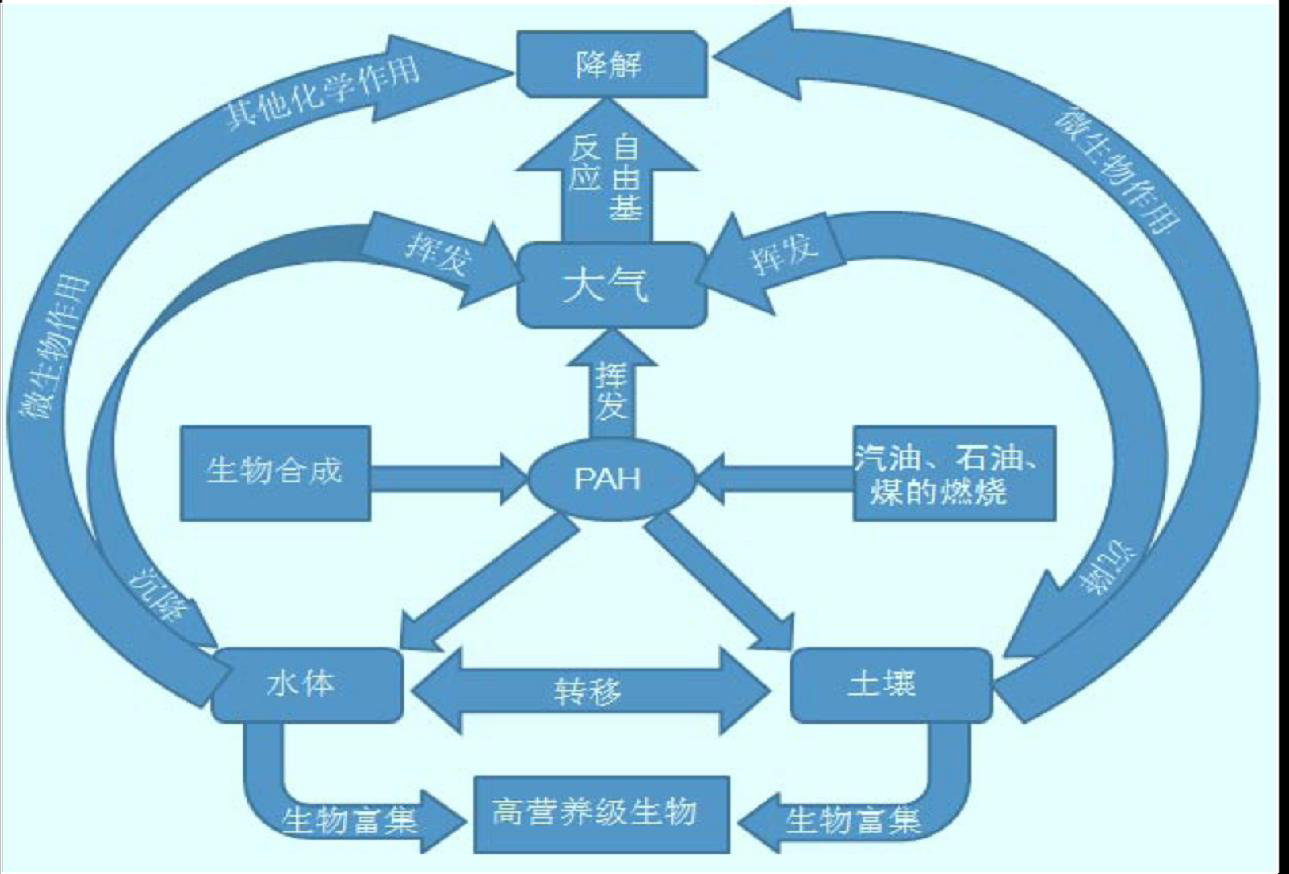 降解
其他化学作用
微生物作用
反应
自由基
微生物作用
挥发
大气
挥发
挥发
生物合成
PAH
汽油、石油、
煤的燃烧
沉降
沉降
水体
转移
土壤
生物富集
高营养级生物
生物富集